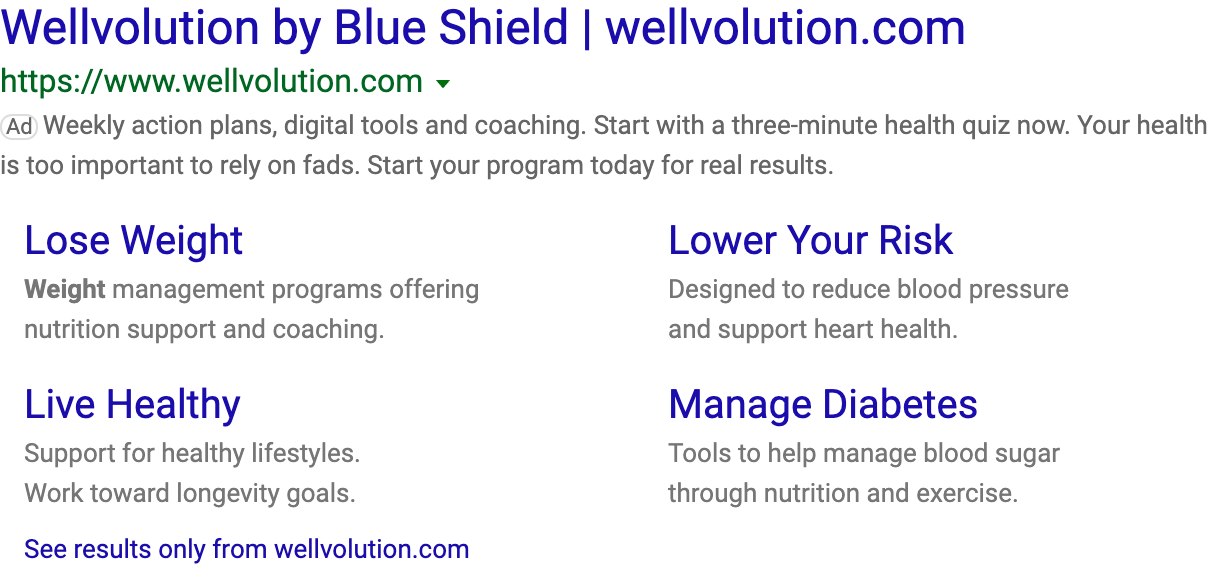 Wellvolution by Blue Shield | wellvolution.com
https://www.wellvolution.com
Ad Weekly action plans, digital tools and coaching. Start with a three-minute health quiz now. Your health
is too important to rely on fads. Start your program today for real results.
Lose Weight
Weight management programs offering
nutrition support and coaching.
Lower Your Risk
Designed to reduce blood pressure
and support heart health.
Live Healthy
Support for healthy lifestyles.
Work toward longevity goals.
Manage Diabetes
Tools to help manage blood sugar
through nutrition and exercise.
See results only from wellvolution.com